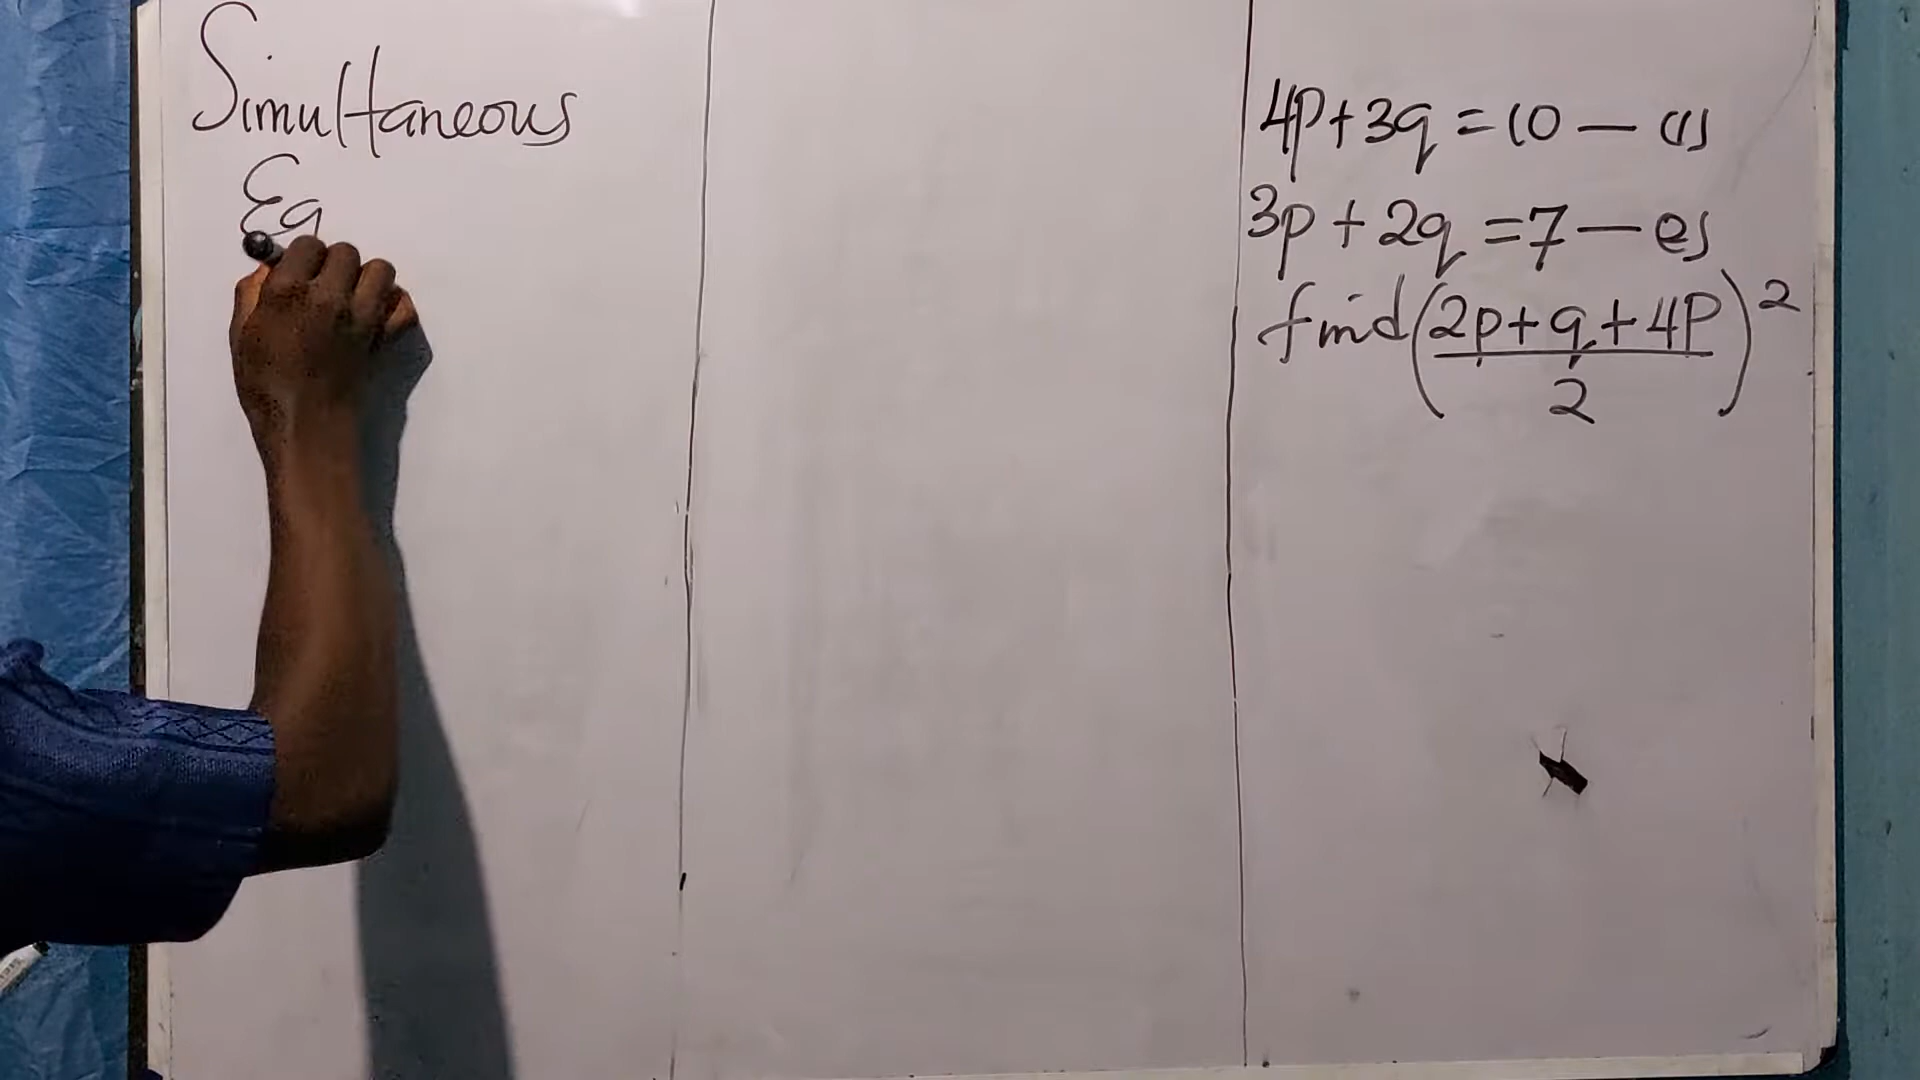 Simultaneous
Eq
4p+3q=10 — (1)
3p+2q=7 — (2)
find (2p+q+4p/2)²